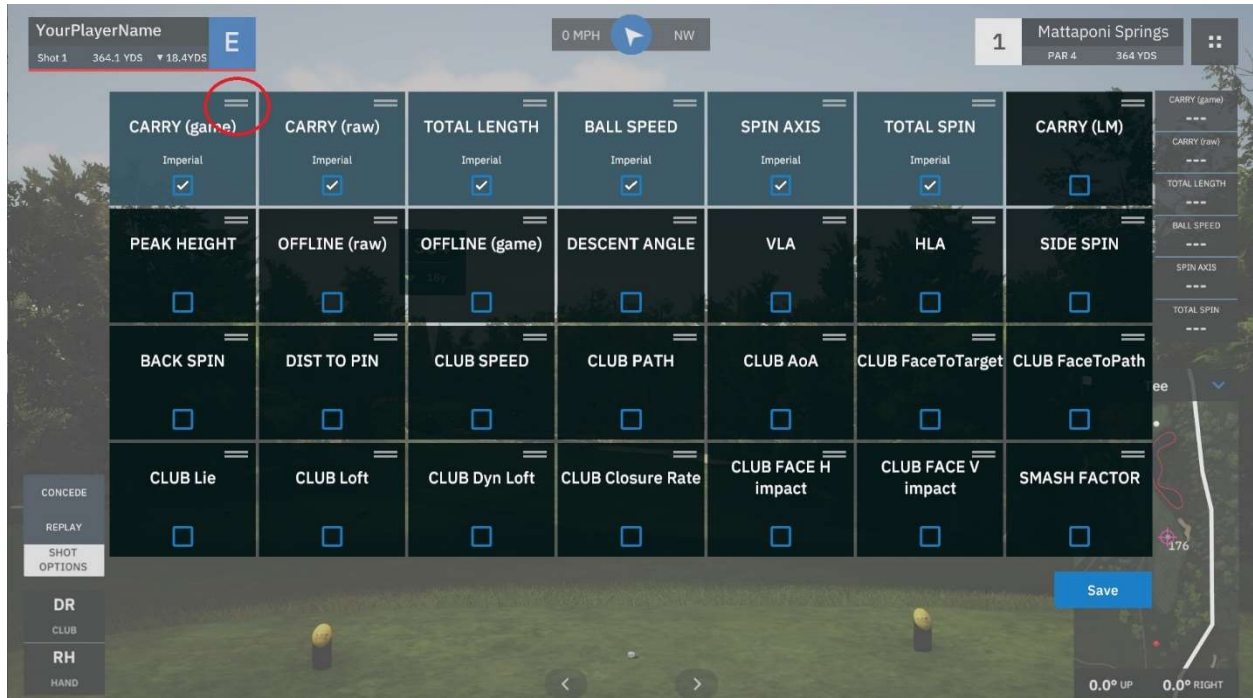 YourPlayerName
E
Shot 1 364.1 YDS ▼ 18.4YDS
0 MPH NW
1
Mattaponi Springs
PAR 4 364 YDS
CARRY (game) CARRY (raw) TOTAL LENGTH BALL SPEED SPIN AXIS TOTAL SPIN CARRY (LM)
Imperial Imperial Imperial Imperial Imperial Imperial
PEAK HEIGHT OFFLINE (raw) OFFLINE (game) DESCENT ANGLE VLA HLA SIDE SPIN
18y
BACK SPIN DIST TO PIN CLUB SPEED CLUB PATH CLUB AoA CLUB FaceToTarget CLUB FaceToPath
CLUB Lie CLUB Loft CLUB Dyn Loft CLUB Closure Rate CLUB FACE H impact CLUB FACE V impact SMASH FACTOR
Save
CARRY (game)
---
CARRY (raw)
---
TOTAL LENGTH
---
BALL SPEED
---
SPIN AXIS
---
TOTAL SPIN
---
ee
176
CONCEDE
REPLAY
SHOT
OPTIONS
DR
CLUB
RH
HAND
0.0° UP 0.0° RIGHT